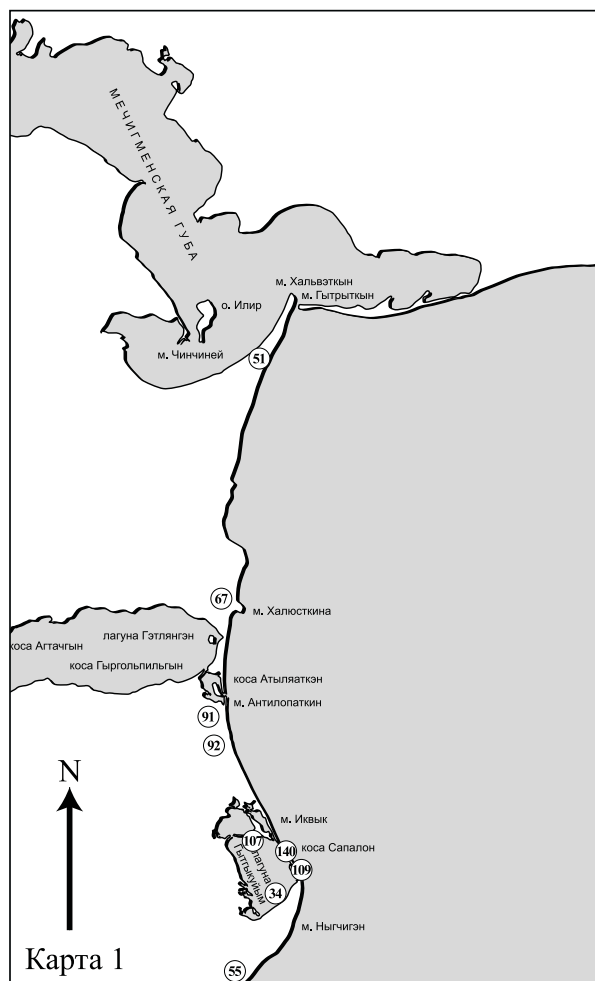 МЕЧИГМЕНСКАЯ ГУБА
м. Хальвэткын
м. Гытрыткын
о. Илир
м. Чинчиней
51
67
м. Халюсткина
лагуна Гэтлянгэн
коса Агтачгын
коса Гыргольпильгын
коса Атыляаткэн
м. Антилопаткин
91
92
N
м. Иквык
107
140
коса Сапалон
лагуна
Гытгыкуйым
109
34
м. Ныгчигэн
Карта 1
55